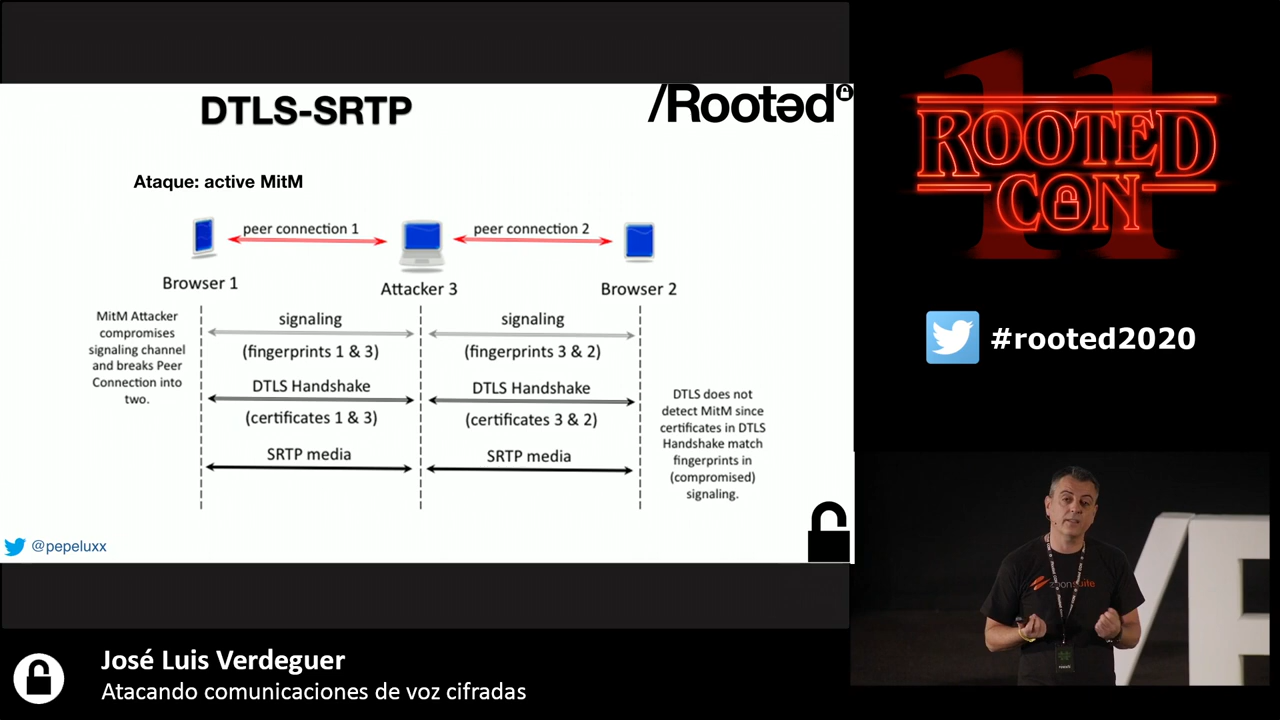 DTLS-SRTP
/Rootəd
Ataque: active MitM
peer connection 1
peer connection 2
Browser 1
Attacker 3
Browser 2
MitM Attacker
compromises
signaling channel
and breaks Peer
Connection into
two.
signaling
signaling
(fingerprints 1 & 3)
(fingerprints 3 & 2)
DTLS Handshake
DTLS Handshake
(certificates 1 & 3)
(certificates 3 & 2)
SRTP media
SRTP media
DTLS does not
detect MitM since
certificates in DTLS
Handshake match
fingerprints in
(compromised)
signaling.
@pepeluxx
11
ROOTED
CON
#rooted2020
zoonsuite
José Luis Verdeguer
Atacando comunicaciones de voz cifradas